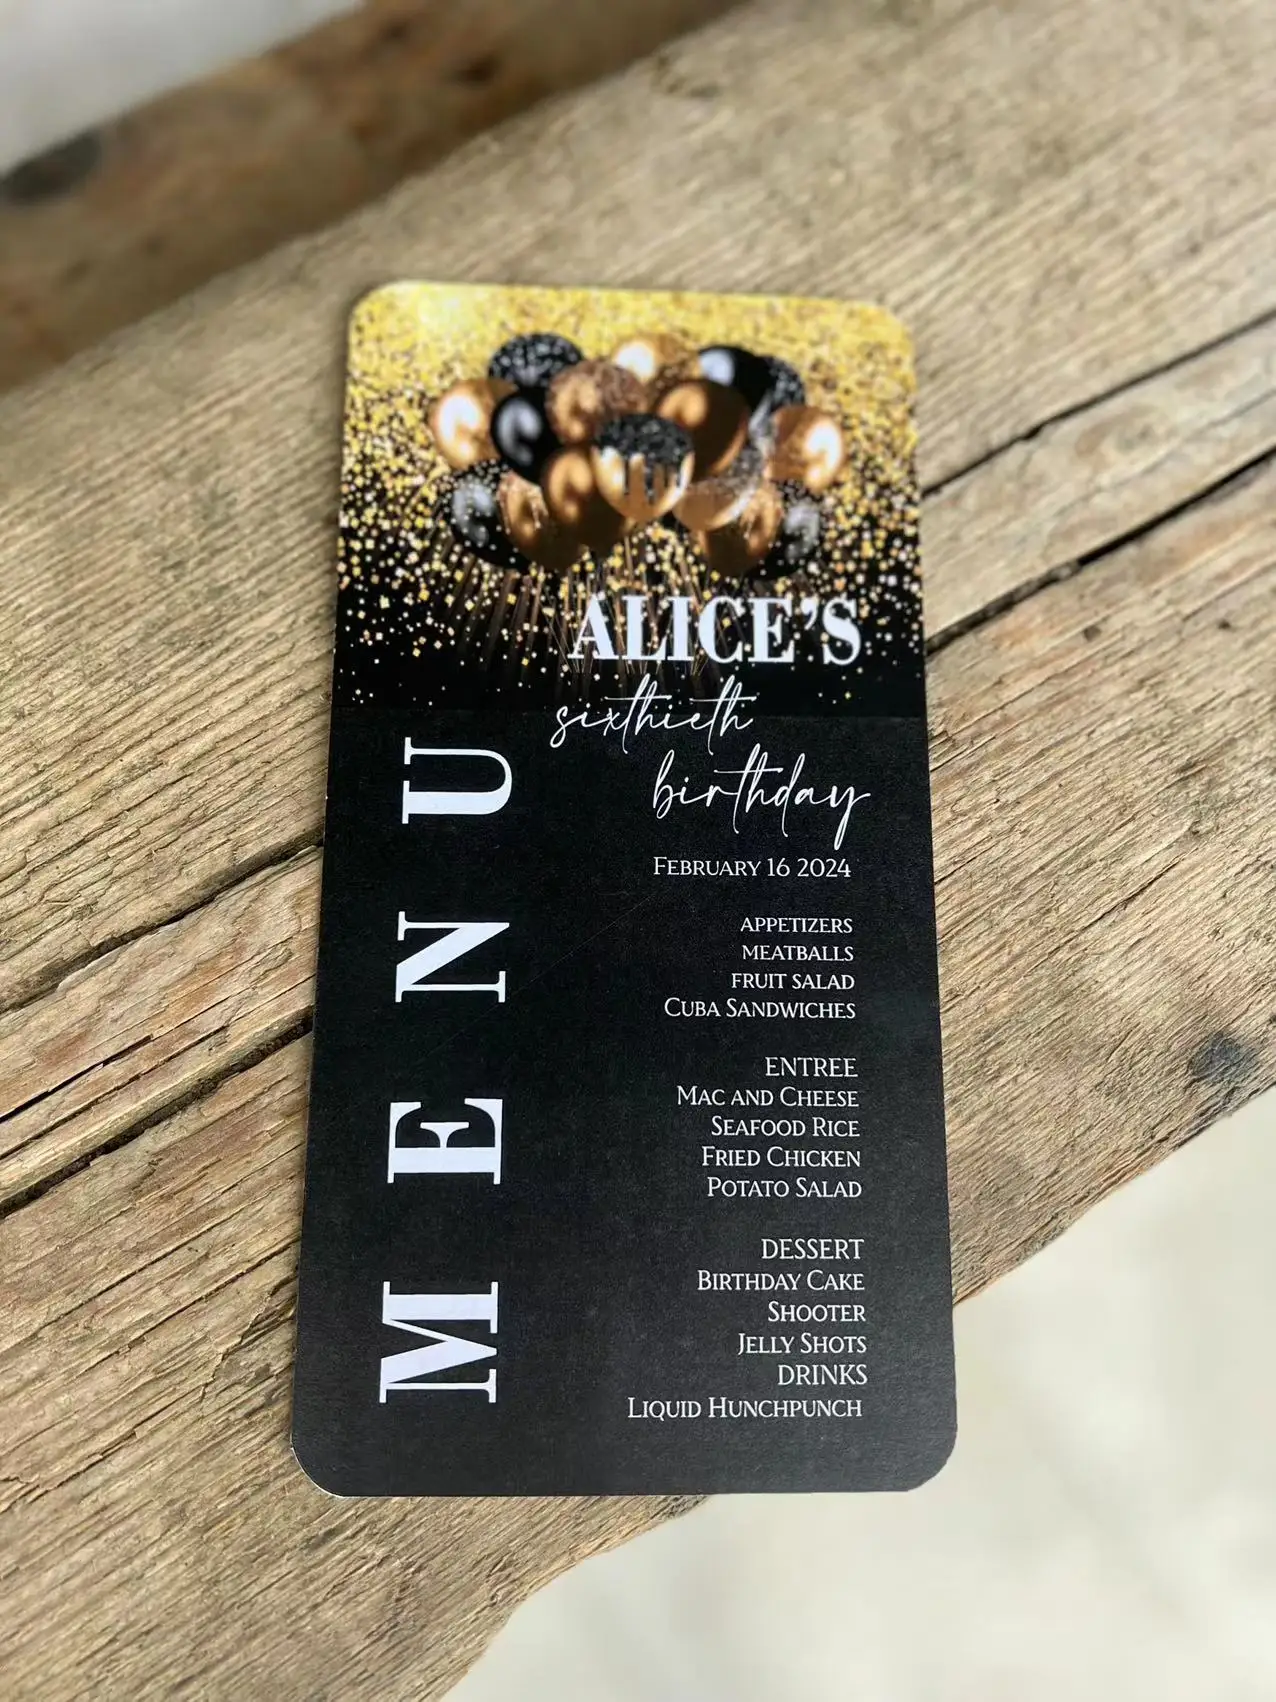 ALICE'S
sixthieth
birthday
FEBRUARY 16 2024
MENU
APPETIZERS
MEATBALLS
FRUIT SALAD
CUBA SANDWICHES
ENTREE
MAC AND CHEESE
SEAFOOD RICE
FRIED CHICKEN
POTATO SALAD
DESSERT
BIRTHDAY CAKE
SHOOTER
JELLY SHOTS
DRINKS
LIQUID HUNCHPUNCH